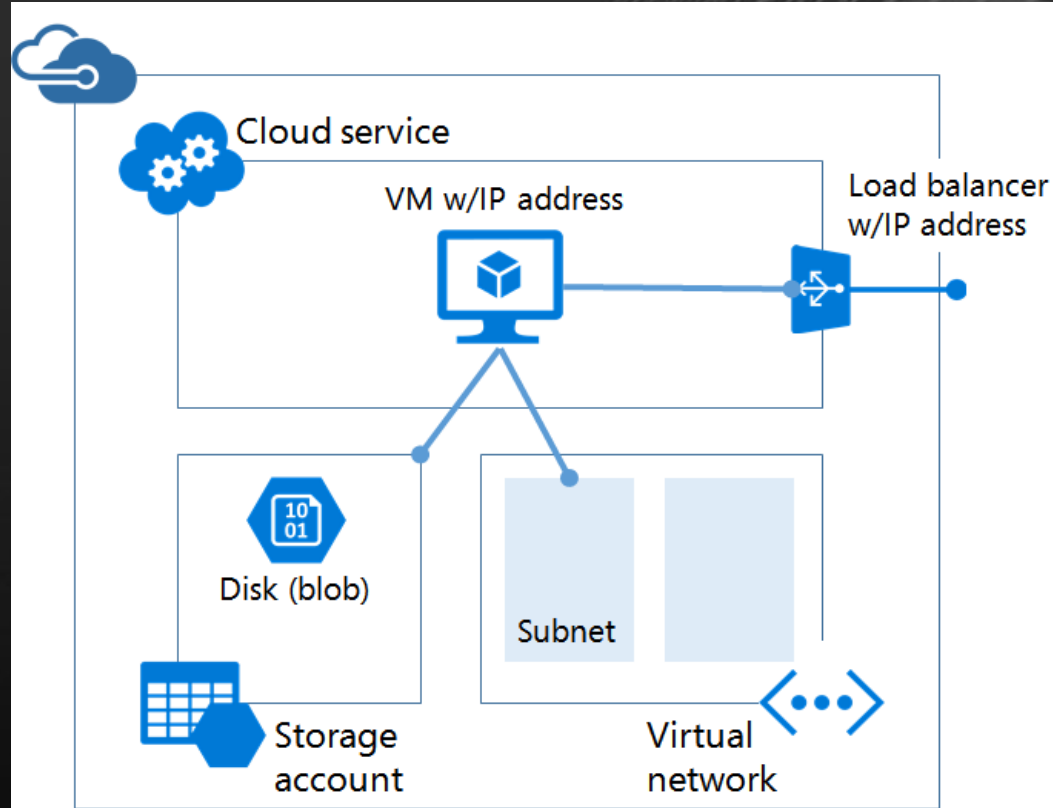 Cloud service
VM w/IP address
Load balancer
w/IP address
10
01
Disk (blob)
Subnet
Storage
account
Virtual
network